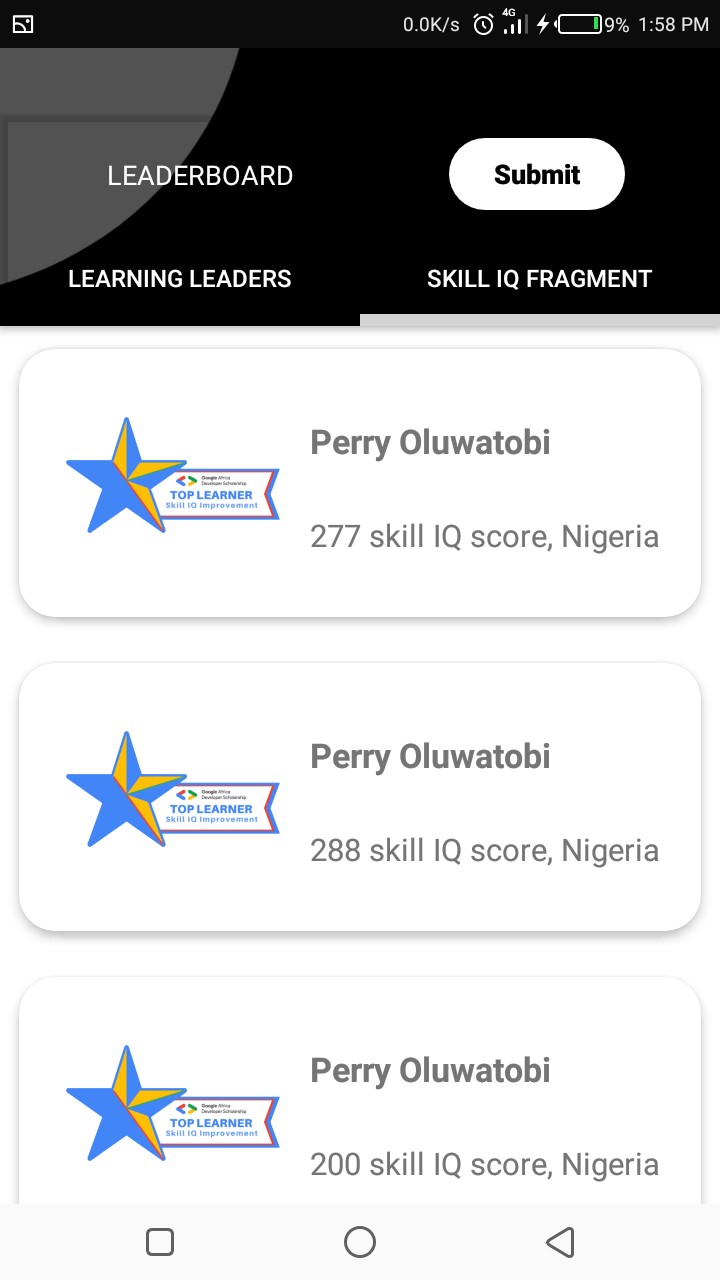 0.0K/s 4G 9% 1:58 PM
LEADERBOARD
Submit
LEARNING LEADERS
SKILL IQ FRAGMENT
Perry Oluwatobi
Google Africa
Developer Scholarship
TOP LEARNER
Skill IQ Improvement
277 skill IQ score, Nigeria
Perry Oluwatobi
Google Africa
Developer Scholarship
TOP LEARNER
Skill IQ Improvement
288 skill IQ score, Nigeria
Perry Oluwatobi
Google Africa
Developer Scholarship
TOP LEARNER
Skill IQ Improvement
200 skill IQ score, Nigeria